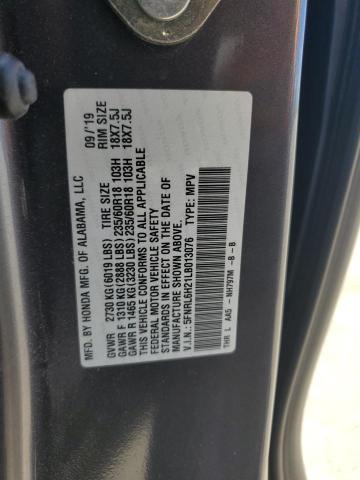 MFD. BY HONDA MFG. OF ALABAMA, LLC 09/'19
TIRE SIZE RIM SIZE
GVWR 2730 KG(6019 LBS)
GAWR F 1310 KG(2888 LBS) 235/60R18 103H 18X7.5J
GAWR R 1465 KG(3230 LBS) 235/60R18 103H 18X7.5J
THIS VEHICLE CONFORMS TO ALL APPLICABLE
FEDERAL MOTOR VEHICLE SAFETY
STANDARDS IN EFFECT ON THE DATE OF
MANUFACTURE SHOWN ABOVE.
V.I.N.: 5FNRL6H21LB013076 TYPE: MPV
THR L AA5 - NH797M -B - B